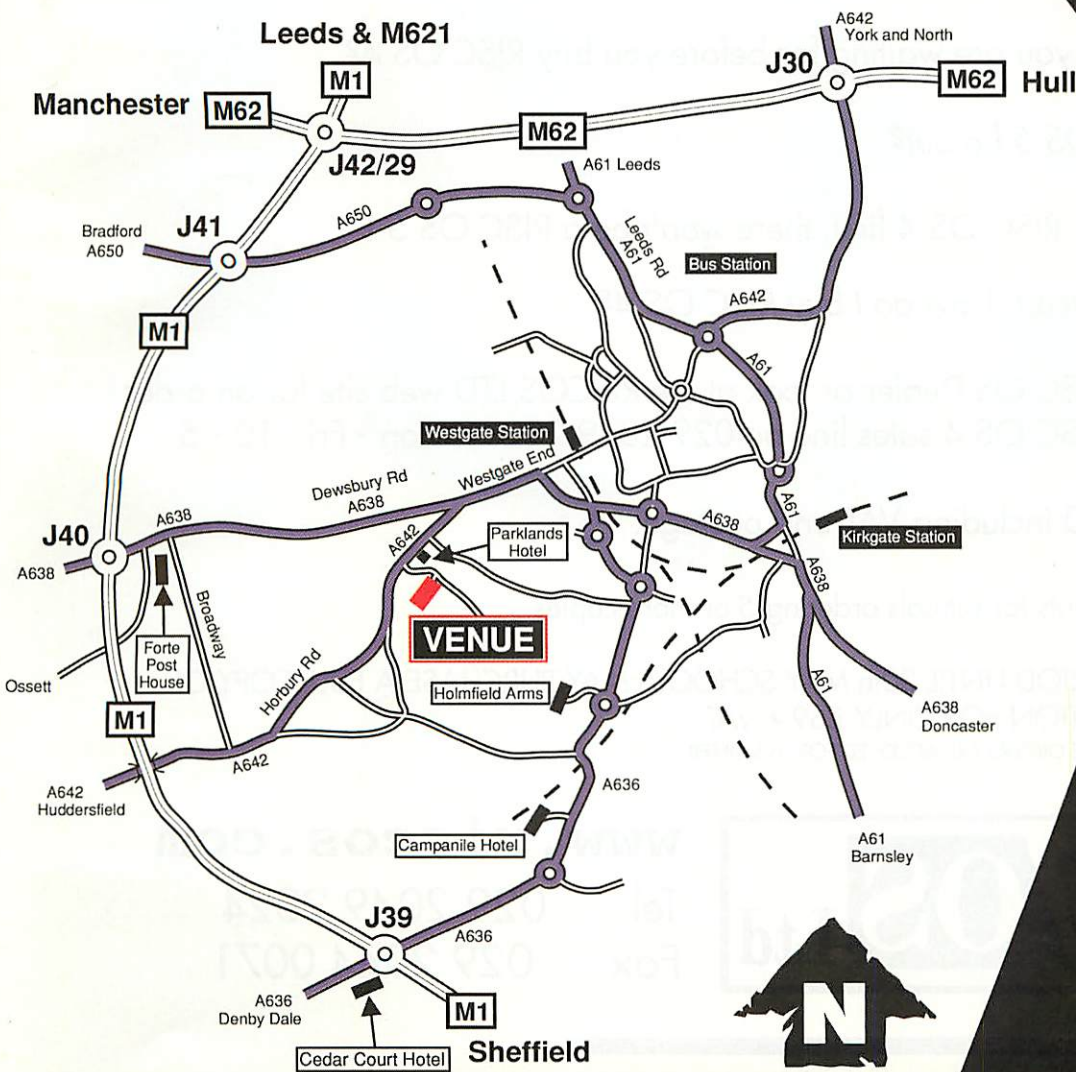 A642
York and North
Leeds & M621
J30
M1
M62
Hull
Manchester
M62
M62
J42/29
A61 Leeds
A650
J41
Bradford
A650
Leeds Rd
A61
Bus Station
A642
M1
A61
Westgate Station
Westgate End
Dewsbury Rd
A638
A638
J40
A638
A642
Parklands
Hotel
A638
A61
Kirkgate Station
A638
Broadway
Forte
Post
House
VENUE
Ossett
Horbury Rd
Holmfield Arms
A61
A638
Doncaster
M1
A642
A642
Huddersfield
A636
Campanile Hotel
A61
Barnsley
J39
A636
A636
Denby Dale
M1
Cedar Court Hotel
Sheffield
N